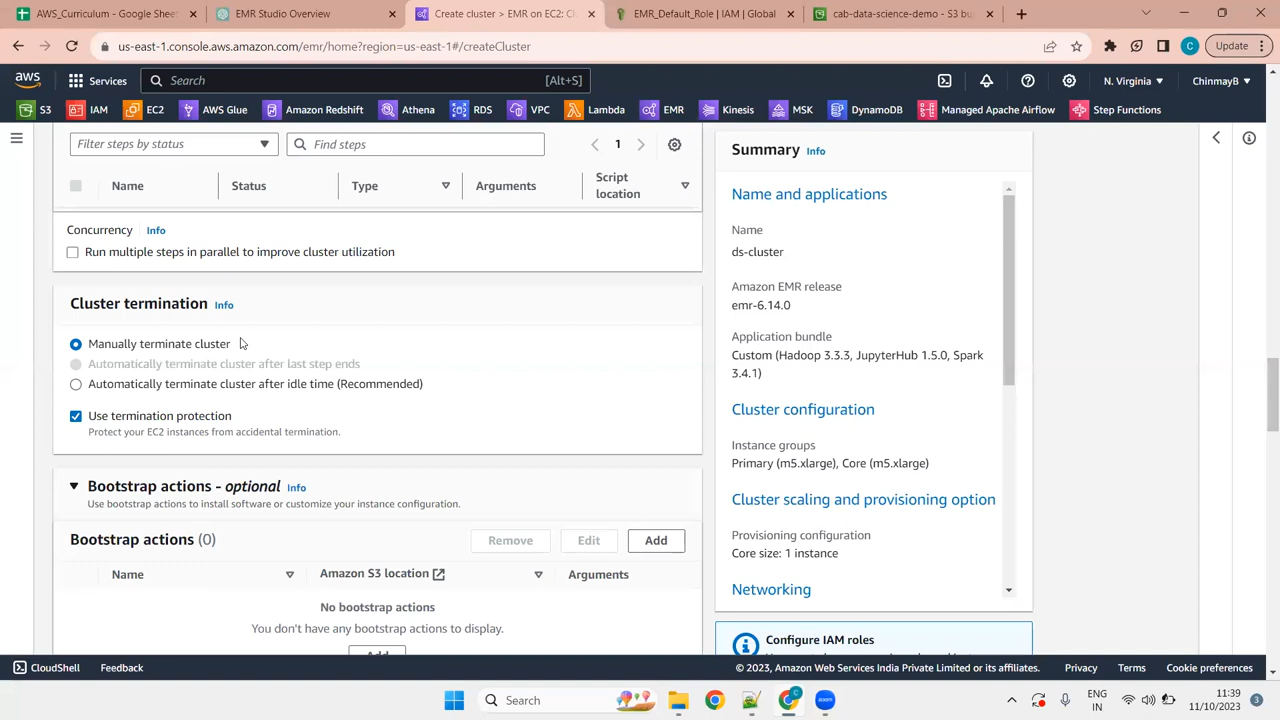 AWS_Curriculum - Google Sheet
EMR Studio Overview
Create cluster > EMR on EC2: Cl
EMR_Default_Role | IAM | Global
cab-data-science-demo - S3 bu
us-east-1.console.aws.amazon.com/emr/home?region=us-east-1#/createCluster
C
Update
aws
Services
Search
[Alt+S]
N. Virginia
ChinmayB
S3
IAM
EC2
AWS Glue
Amazon Redshift
Athena
RDS
VPC
Lambda
EMR
Kinesis
MSK
DynamoDB
Managed Apache Airflow
Step Functions
Filter steps by status
Find steps
1
Name
Status
Type
Arguments
Script
location
Concurrency Info
Run multiple steps in parallel to improve cluster utilization
Cluster termination Info
Manually terminate cluster
Automatically terminate cluster after last step ends
Automatically terminate cluster after idle time (Recommended)
Use termination protection
Protect your EC2 instances from accidental termination.
Bootstrap actions - optional Info
Use bootstrap actions to install software or customize your instance configuration.
Bootstrap actions (0)
Remove
Edit
Add
Name
Amazon S3 location
Arguments
No bootstrap actions
You don't have any bootstrap actions to display.
Add
Summary Info
Name and applications
Name
ds-cluster
Amazon EMR release
emr-6.14.0
Application bundle
Custom (Hadoop 3.3.3, JupyterHub 1.5.0, Spark
3.4.1)
Cluster configuration
Instance groups
Primary (m5.xlarge), Core (m5.xlarge)
Cluster scaling and provisioning option
Provisioning configuration
Core size: 1 instance
Networking
Configure IAM roles
CloudShell
Feedback
© 2023, Amazon Web Services India Private Limited or its affiliates.
Privacy
Terms
Cookie preferences
Search
zoom
ENG
IN
11:39
11/10/2023
3